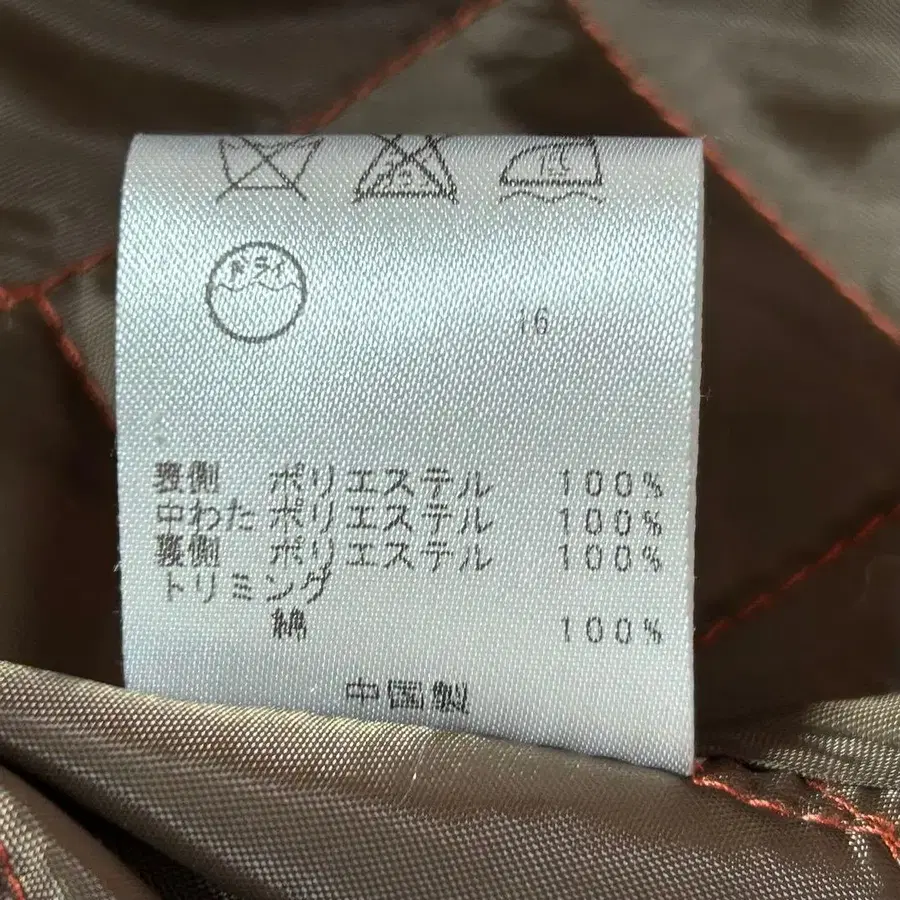 低
ドライ
16
表側 ポリエステル 100%
中わた ポリエステル 100%
裏側 ポリエステル 100%
トリミング
綿 100%
中国製